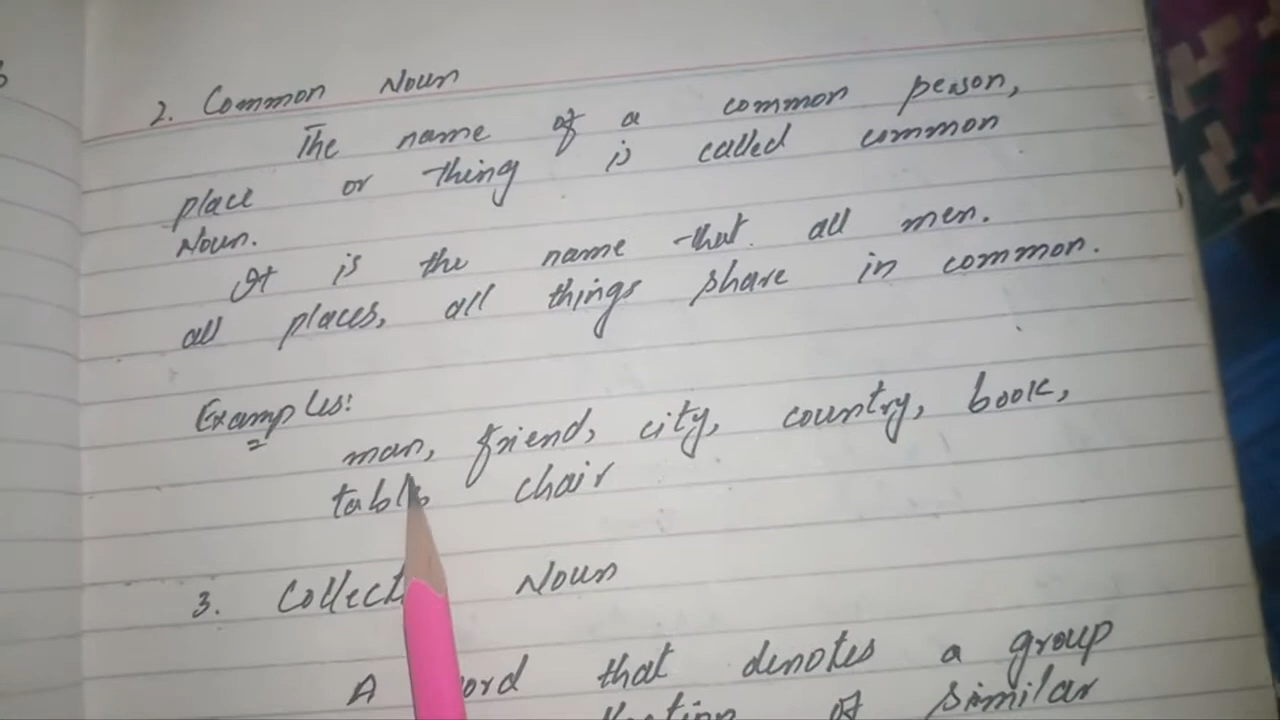 2. Common Noun
The name of a common person,
place or thing is called common
Noun.
It is the name that all men.
all places, all things share in common.
Examples:
man, friend, city, country, book,
table chair
3. Noun
A that denotes a group
of similar